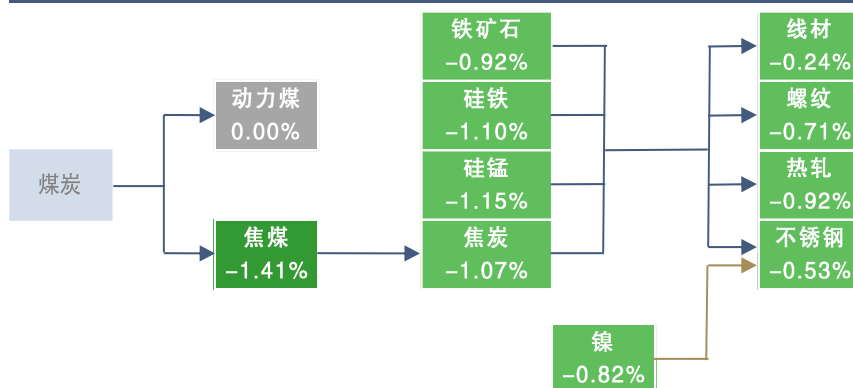 煤炭
动力煤
0.00%
焦煤
-1.41%
铁矿石
-0.92%
硅铁
-1.10%
硅锰
-1.15%
焦炭
-1.07%
镍
-0.82%
线材
-0.24%
螺纹
-0.71%
热轧
-0.92%
不锈钢
-0.53%